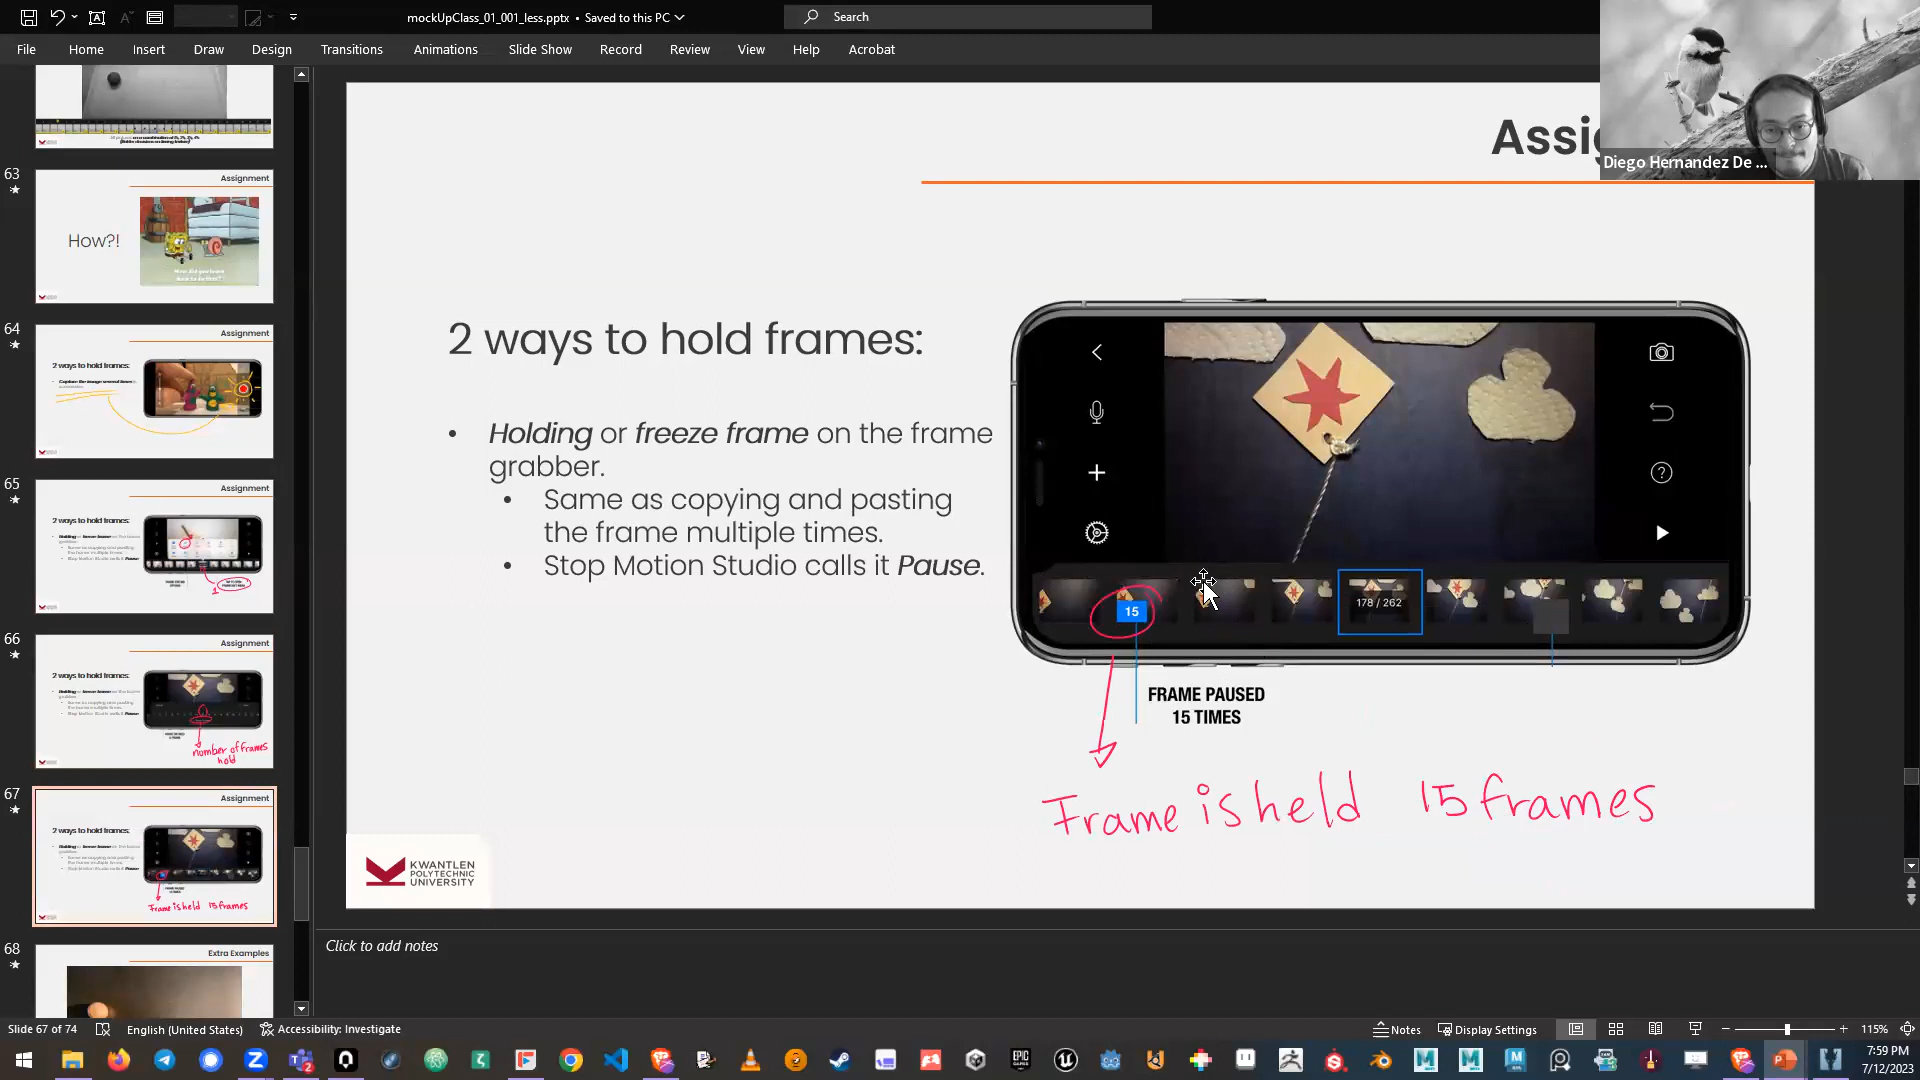 mockUpClass_01_001_less.pptx • Saved to this PC
Search
File Home Insert Draw Design Transitions Animations Slide Show Record Review View Help Acrobat
Diego Hernandez De ...
63
Assignment
How?!
64
Assignment
2 ways to hold frames:
65
Assignment
2 ways to hold frames:
66
Assignment
2 ways to hold frames:
number of frames
hold
67
Assignment
2 ways to hold frames:
Frame is held 15 frames
68
Extra Examples
Assig
2 ways to hold frames:
• Holding or freeze frame on the frame
grabber.
• Same as copying and pasting
the frame multiple times.
• Stop Motion Studio calls it Pause.
15
178 / 262
FRAME PAUSED
15 TIMES
Frame is held 15 frames
KWANTLEN
POLYTECHNIC
UNIVERSITY
Click to add notes
Slide 67 of 74 English (United States) Accessibility: Investigate Notes Display Settings 115%
7:59 PM
7/12/2023